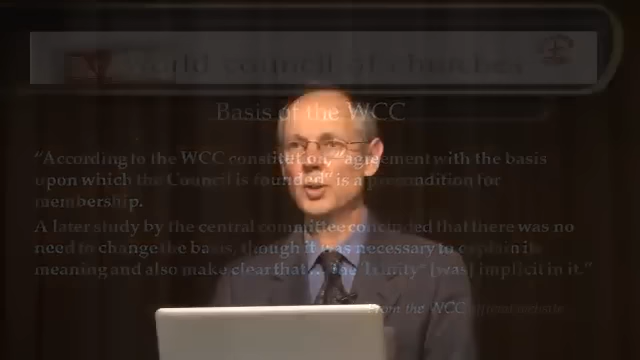 World council of churches
Basis of the WCC
"According to the WCC constitution, "agreement with the basis
upon which the Council is founded" is a precondition for
membership.
A later study by the central committee concluded that there was no
need to change the basis, though it was necessary to explain its
meaning and also make clear that "... the Trinity" [was] implicit in it."
From the WCC official website